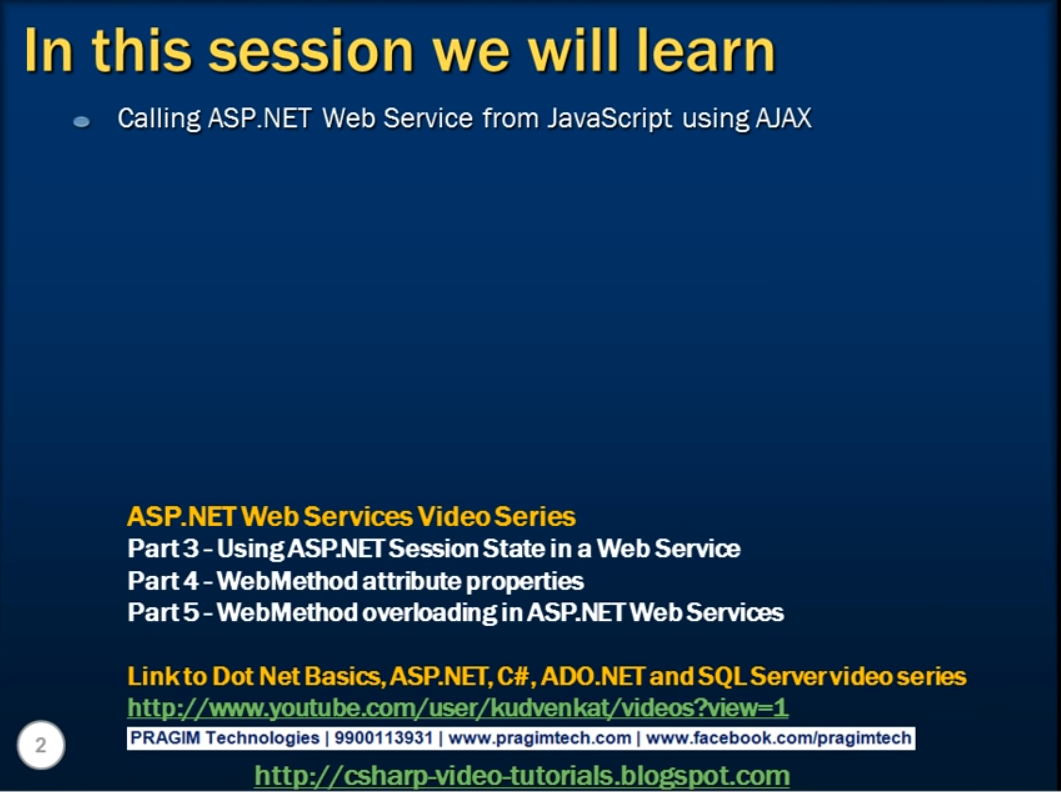 In this session we will learn
Calling ASP.NET Web Service from JavaScript using AJAX
ASP.NET Web Services Video Series
Part 3 - Using ASP.NET Session State in a Web Service
Part 4 - WebMethod attribute properties
Part 5 - WebMethod overloading in ASP.NET Web Services
Link to Dot Net Basics, ASP.NET, C#, ADO.NET and SQL Server video series
http://www.youtube.com/user/kudvenkat/videos?view=1
PRAGIM Technologies | 9900113931 | www.pragimtech.com | www.facebook.com/pragimtech
2
http://csharp-video-tutorials.blogspot.com